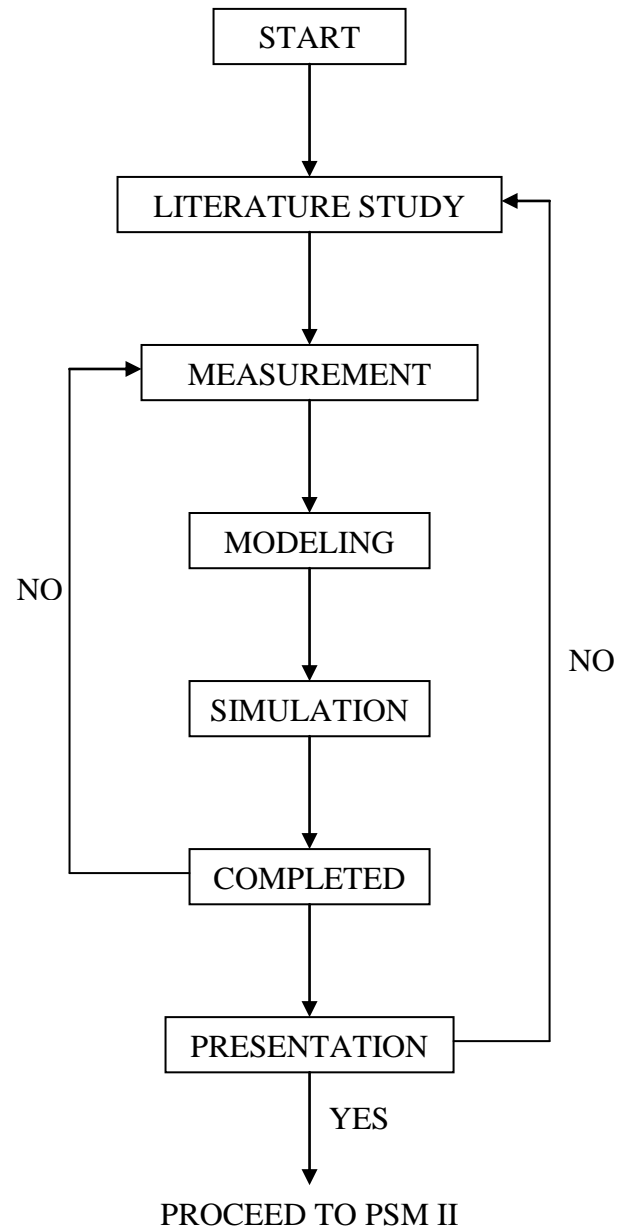 START
LITERATURE STUDY
MEASUREMENT
MODELING
NO
NO
SIMULATION
COMPLETED
PRESENTATION
YES
PROCEED TO PSM II